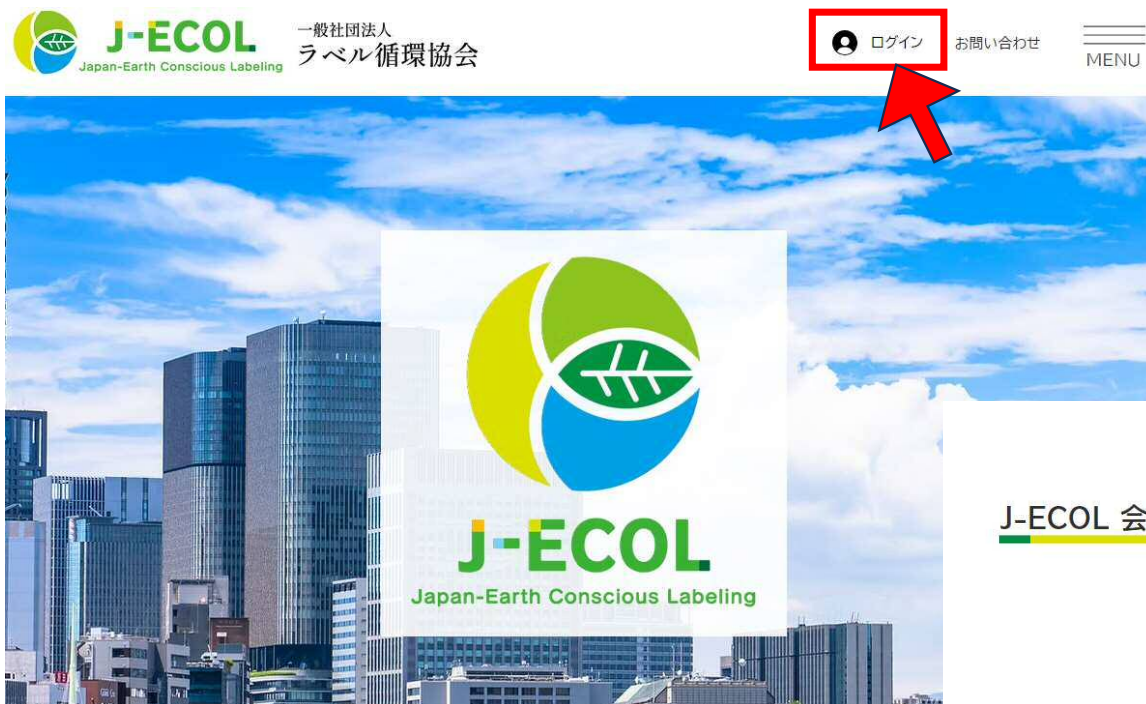 J-ECOL
Japan-Earth Conscious Labeling
一般社団法人
ラベル循環協会
ログイン
お問い合わせ
MENU
J-ECOL
Japan-Earth Conscious Labeling
J-ECOL 会